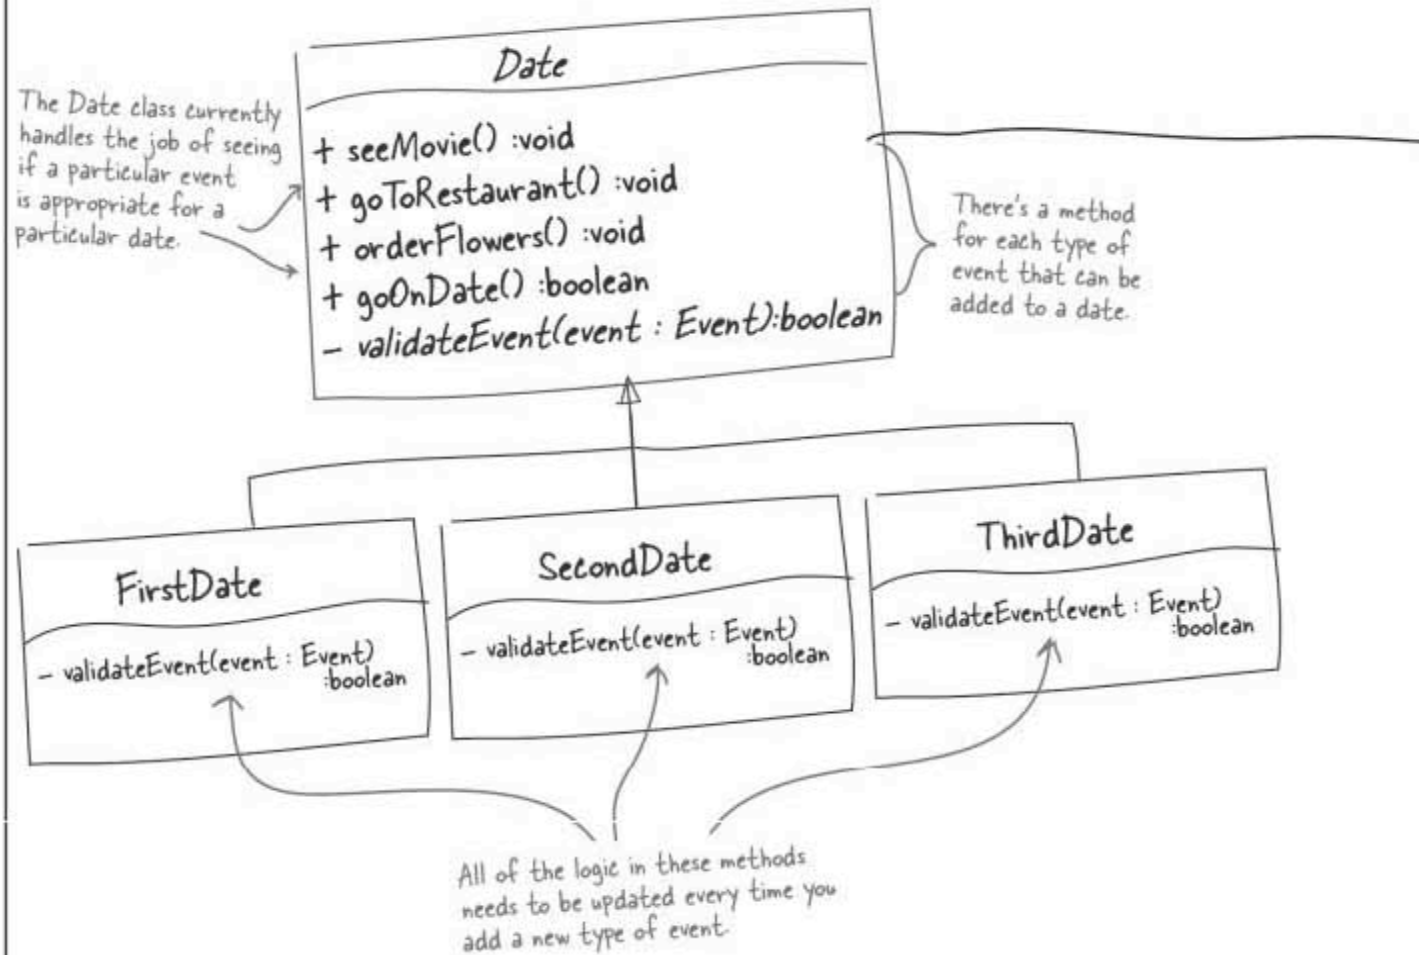 Date
The Date class currently
handles the job of seeing
if a particular event
is appropriate for a
particular date.
+ seeMovie() :void
+ goToRestaurant() :void
+ orderFlowers() :void
+ goOnDate() :boolean
- validateEvent(event : Event):boolean
There's a method
for each type of
event that can be
added to a date.
FirstDate
- validateEvent(event : Event)
:boolean
SecondDate
- validateEvent(event : Event)
:boolean
ThirdDate
- validateEvent(event : Event)
:boolean
All of the logic in these methods
needs to be updated every time you
add a new type of event.